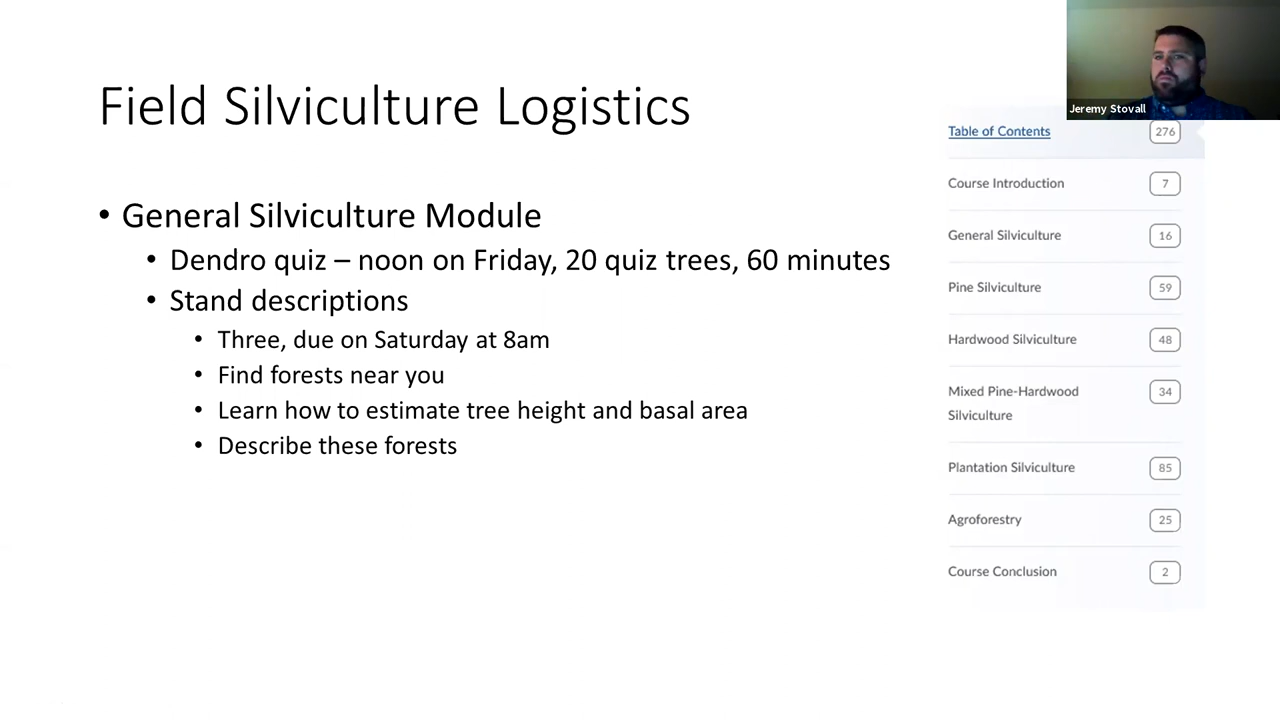 Field Silviculture Logistics
• General Silviculture Module
• Dendro quiz – noon on Friday, 20 quiz trees, 60 minutes
• Stand descriptions
• Three, due on Saturday at 8am
• Find forests near you
• Learn how to estimate tree height and basal area
• Describe these forests
Jeremy Stovall
Table of Contents 276
Course Introduction 7
General Silviculture 16
Pine Silviculture 59
Hardwood Silviculture 48
Mixed Pine-Hardwood 34
Silviculture
Plantation Silviculture 85
Agroforestry 25
Course Conclusion 2